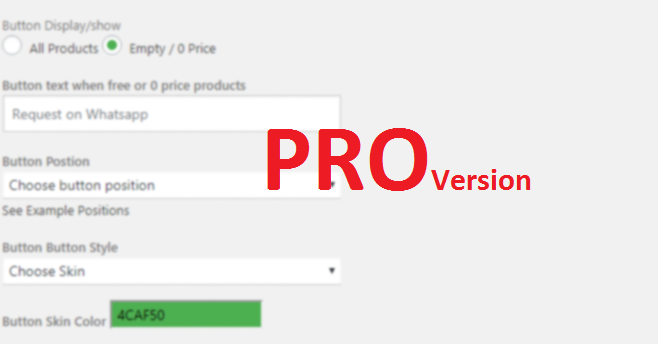 Button Display/show
All Products Empty / 0 Price
Button text when free or 0 price products
Request on Whatsapp
Button Postion
Choose button position
See Example Positions
PRO Version
Button Button Style
Choose Skin
Button Skin Color 4CAF50